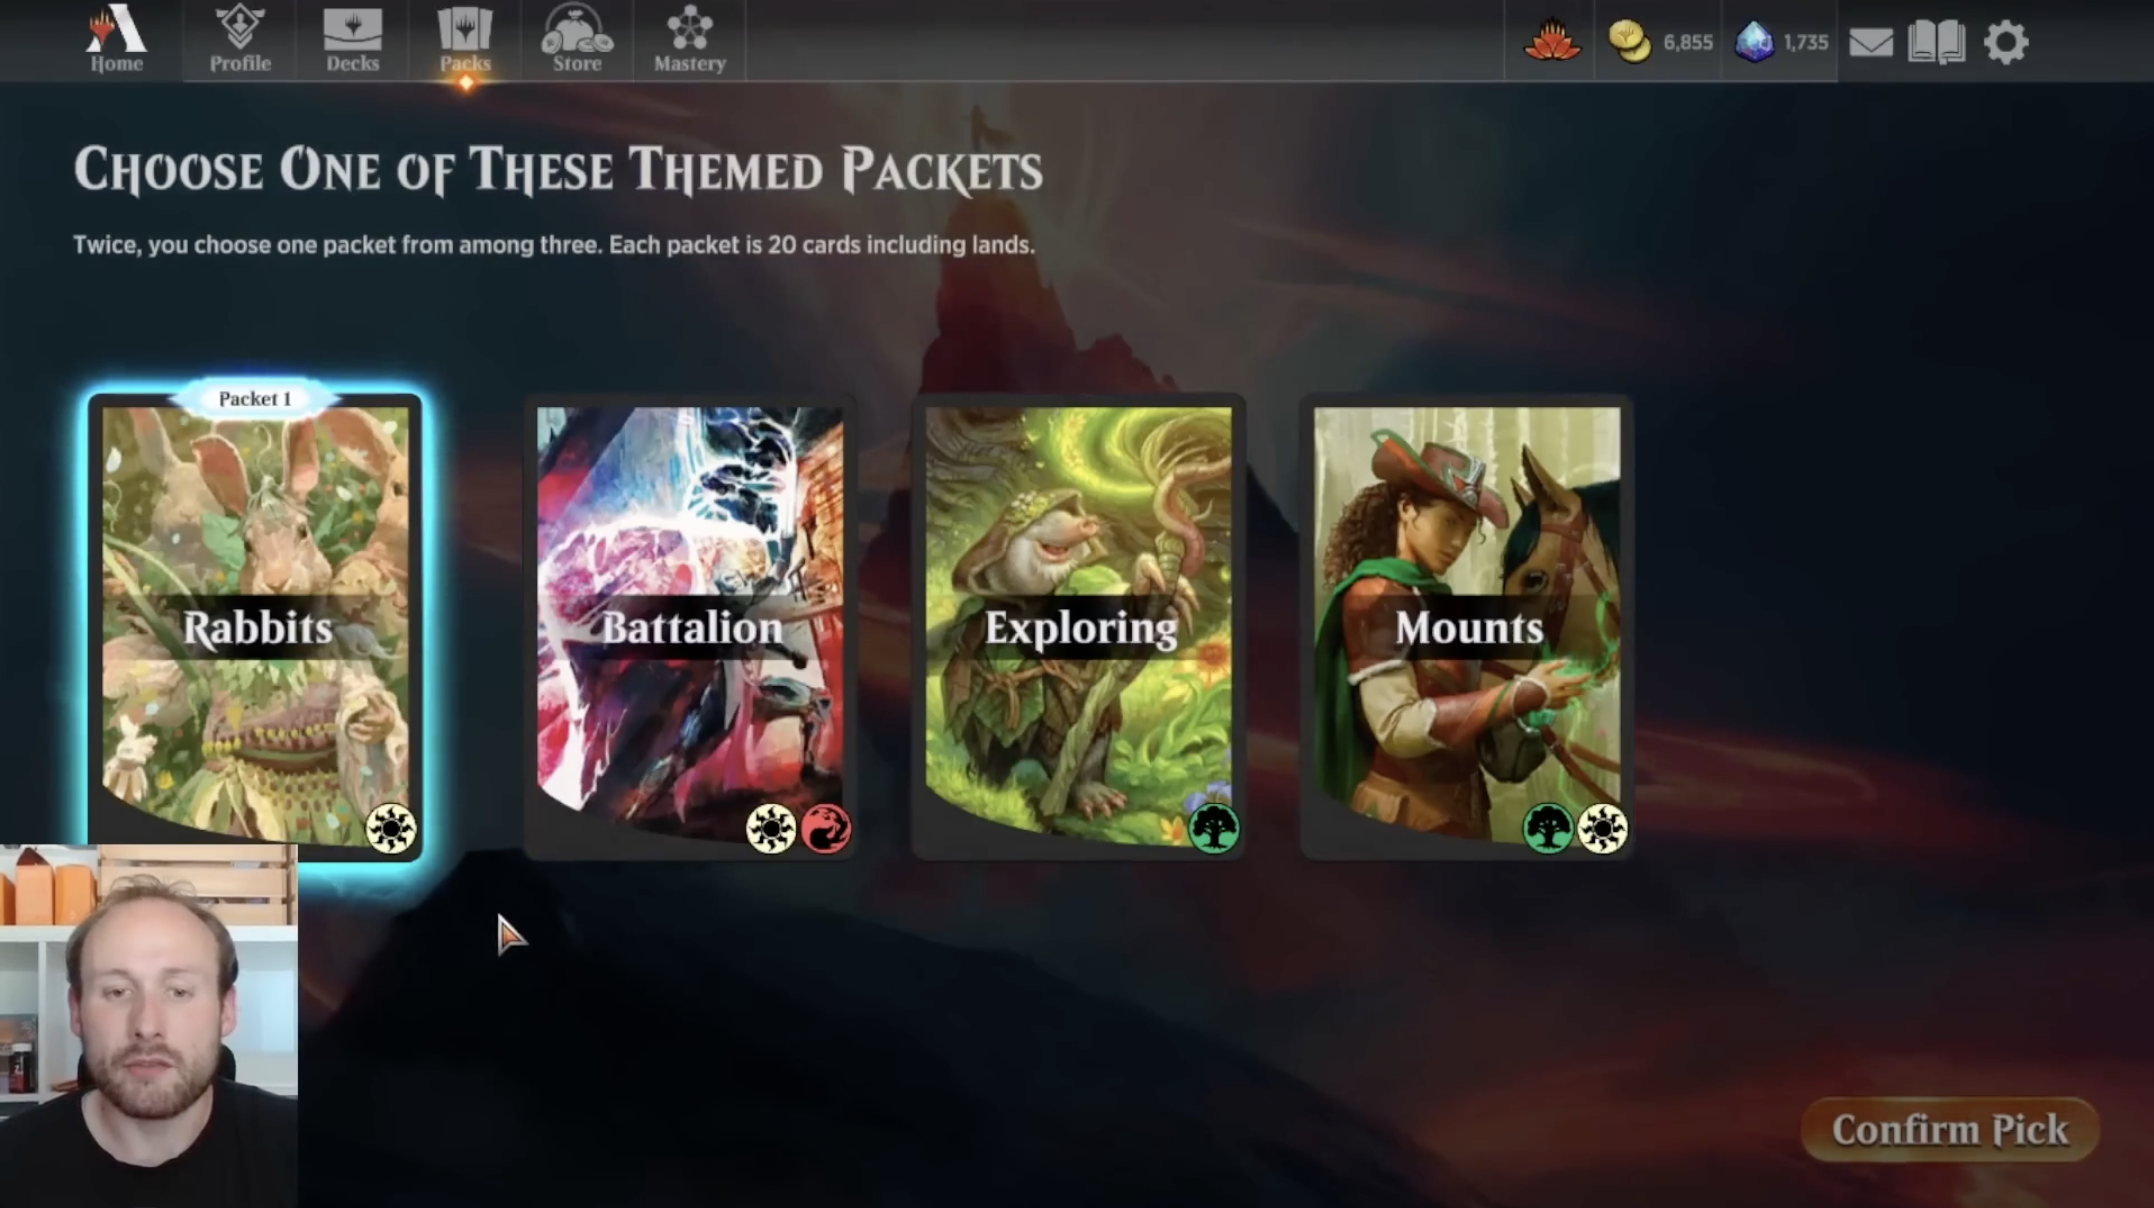 Home
Profile
Decks
Packs
Store
Mastery
6,855
1,735
Choose One of These Themed Packets
Twice, you choose one packet from among three. Each packet is 20 cards including lands.
Packet 1
Rabbits
Battalion
Exploring
Mounts
Confirm Pick